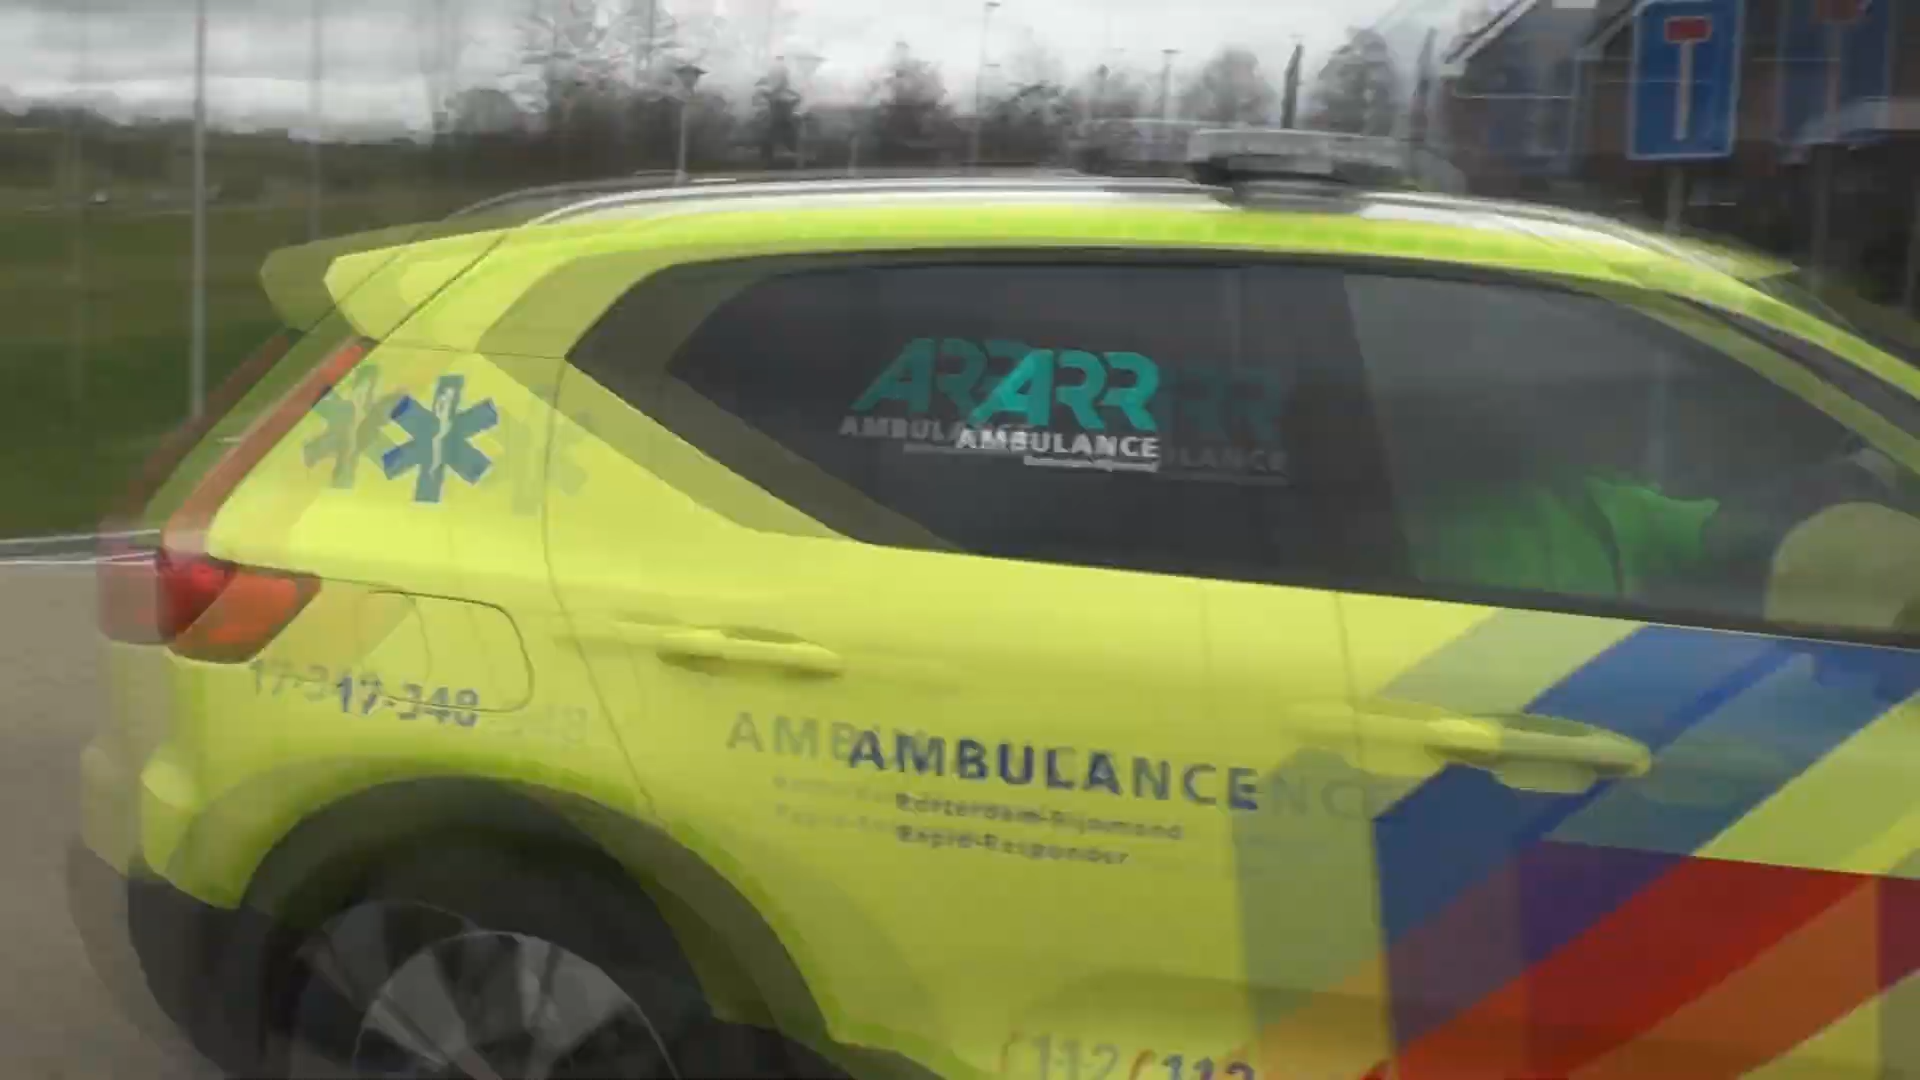 ARR
AMBULANCE
17-348
AMBULANCE
Rotterdam-Rijnmond
Rapid-Responder
112